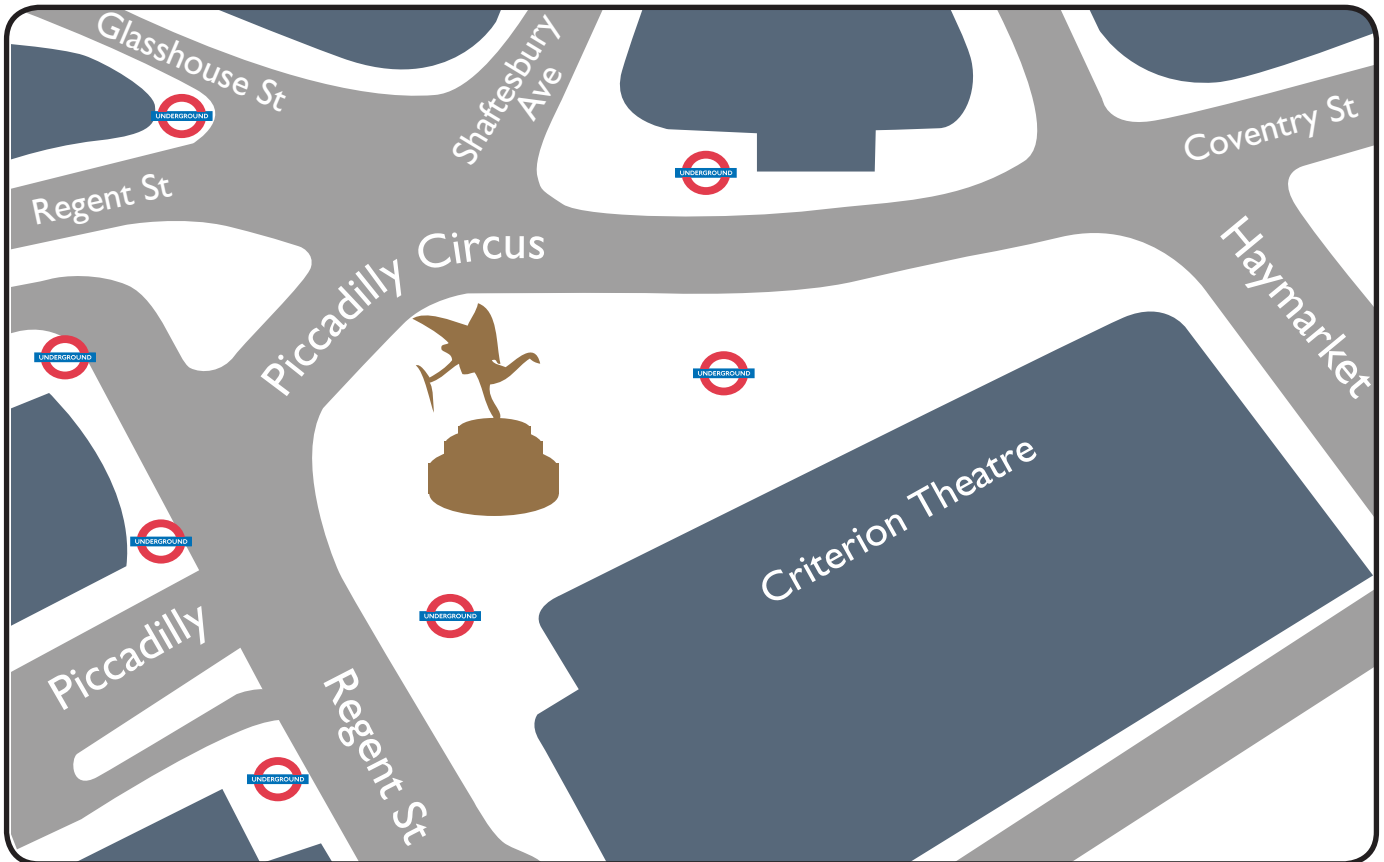 Glasshouse St
Shaftesbury
Ave
UNDERGROUND
Coventry St
UNDERGROUND
Regent St
Piccadilly Circus
Haymarket
UNDERGROUND
UNDERGROUND
Criterion Theatre
UNDERGROUND
UNDERGROUND
Piccadilly
Regent St
UNDERGROUND